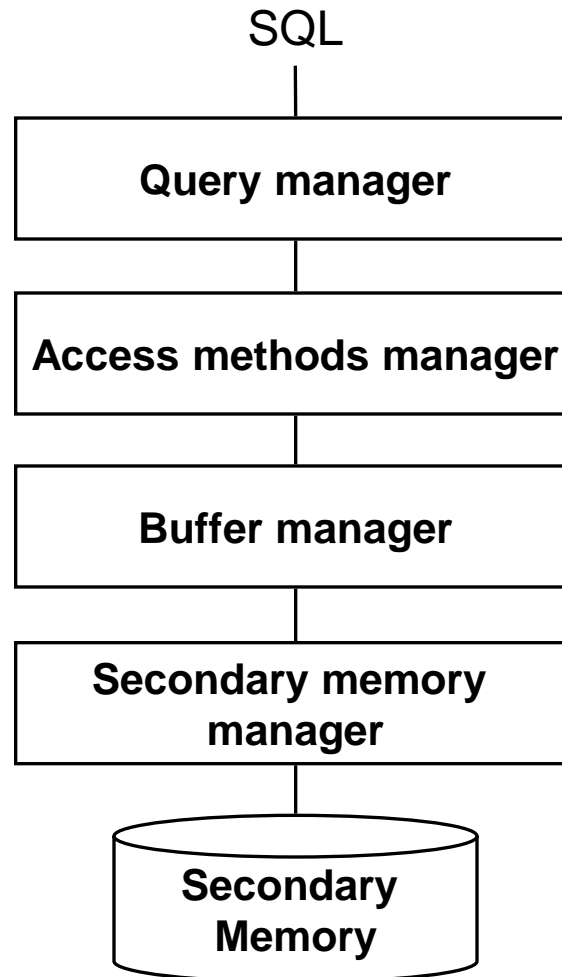 SQL
Query manager
Access methods manager
Buffer manager
Secondary memory
manager
Secondary
Memory